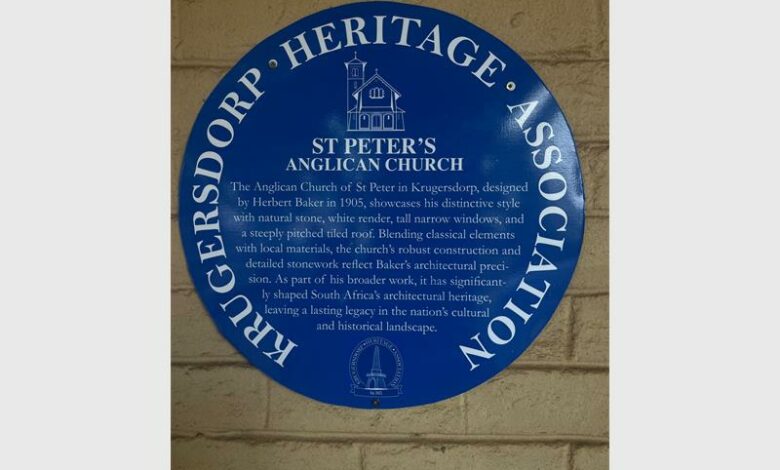 KRUGERSDORP · HERITAGE · ASSOCIATION
ST PETER'S
ANGLICAN CHURCH
The Anglican Church of St Peter in Krugersdorp, designed
by Herbert Baker in 1905, showcases his distinctive style
with natural stone, white render, tall narrow windows, and
a steeply pitched tiled roof. Blending classical elements
with local materials, the church's robust construction and
detailed stonework reflect Baker's architectural preci-
sion. As part of his broader work, it has significant-
ly shaped South Africa's architectural heritage,
leaving a lasting legacy in the nation's cultural
and historical landscape.
KRUGERSDORP · HERITAGE · ASSOCIATION